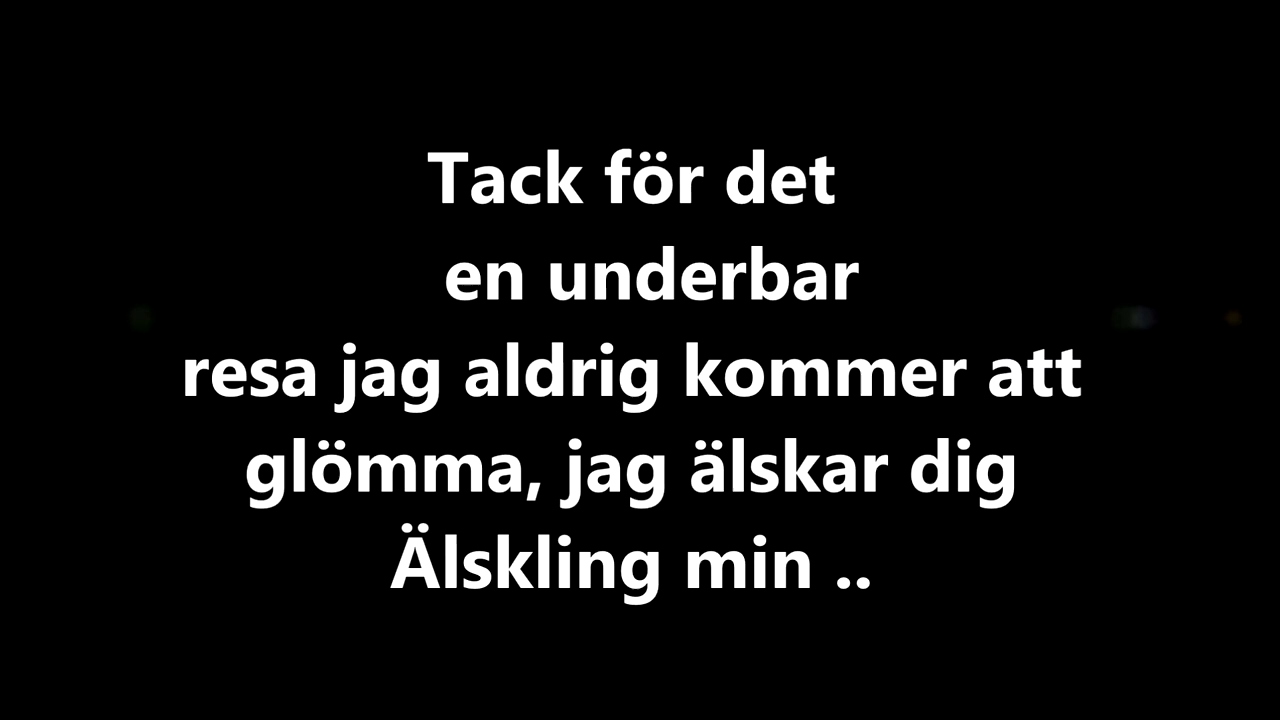 Tack för det
en underbar
resa jag aldrig kommer att
glömma, jag älskar dig
Älskling min ..